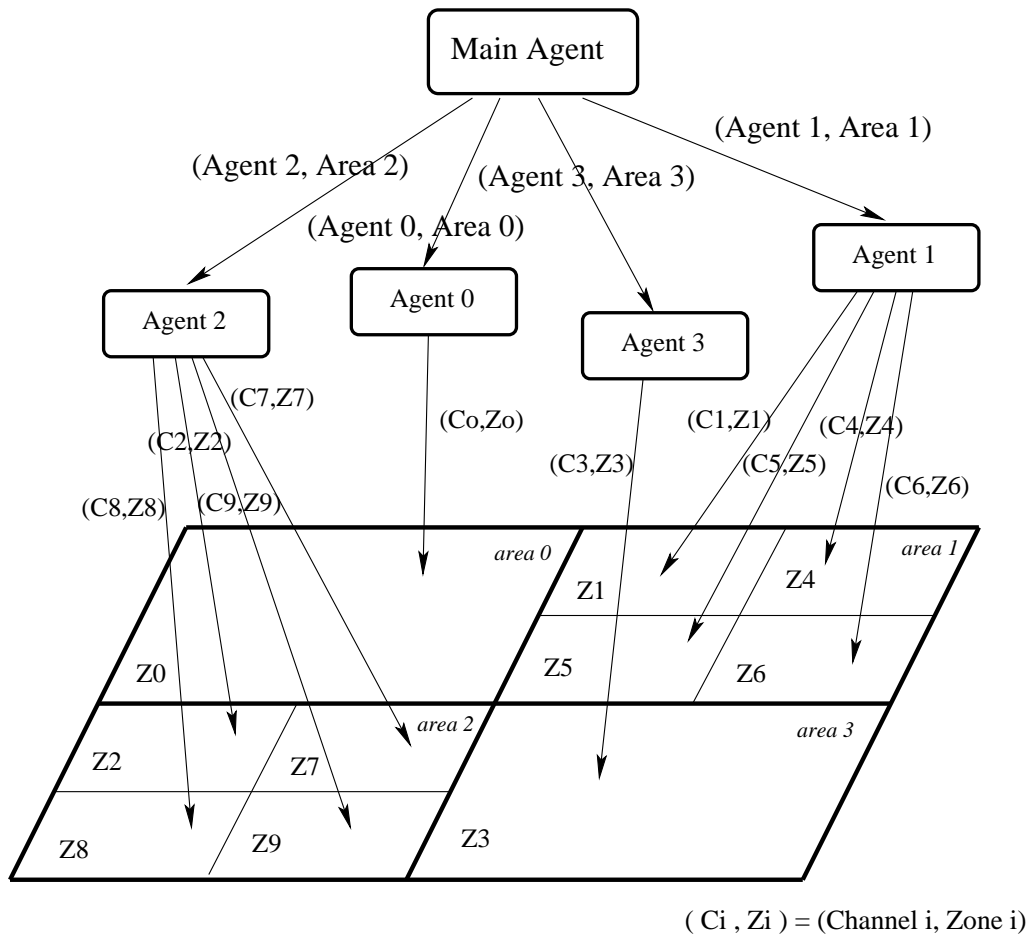 Main Agent
(Agent 1, Area 1)
(Agent 2, Area 2)
(Agent 3, Area 3)
(Agent 0, Area 0)
Agent 1
Agent 0
Agent 2
Agent 3
(C7,Z7)
(Co,Zo)
(C1,Z1)
(C4,Z4)
(C2,Z2)
(C3,Z3)
(C5,Z5)
(C6,Z6)
(C8,Z8)
(C9,Z9)
area 0
area 1
Z1
Z4
Z0
Z5
Z6
area 2
area 3
Z2
Z7
Z8
Z9
Z3
( Ci , Zi ) = (Channel i, Zone i)